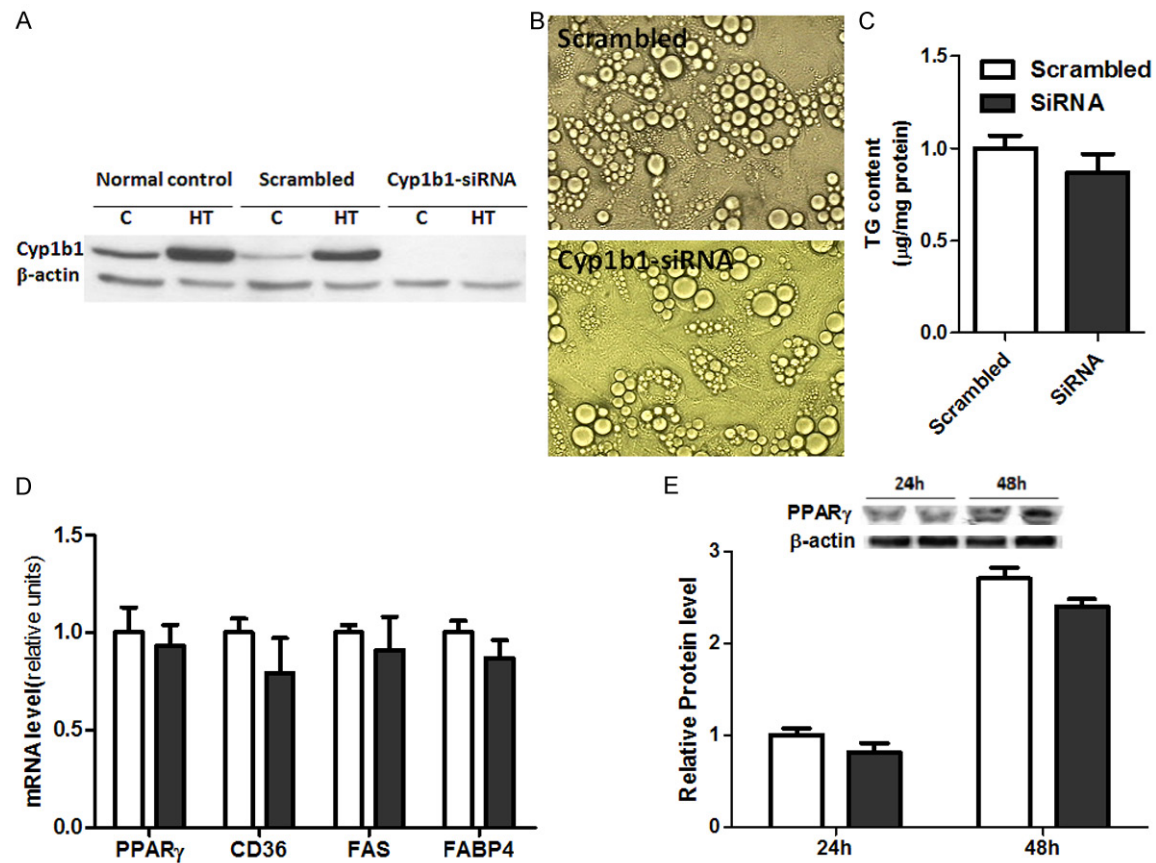 A
Normal control Scrambled Cyp1b1-siRNA
C HT C HT C HT
Cyp1b1
β-actin
B
Scrambled
Cyp1b1-siRNA
C
1.5
1.0
0.5
0.0
TG content
(μg/mg protein)
Scrambled
SiRNA
Scrambled
SiRNA
D
1.5
1.0
0.5
0.0
mRNA level(relative units)
PPARγ CD36 FAS FABP4
E
24h 48h
PPARγ
β-actin
3
2
1
0
Relative Protein level
24h 48h